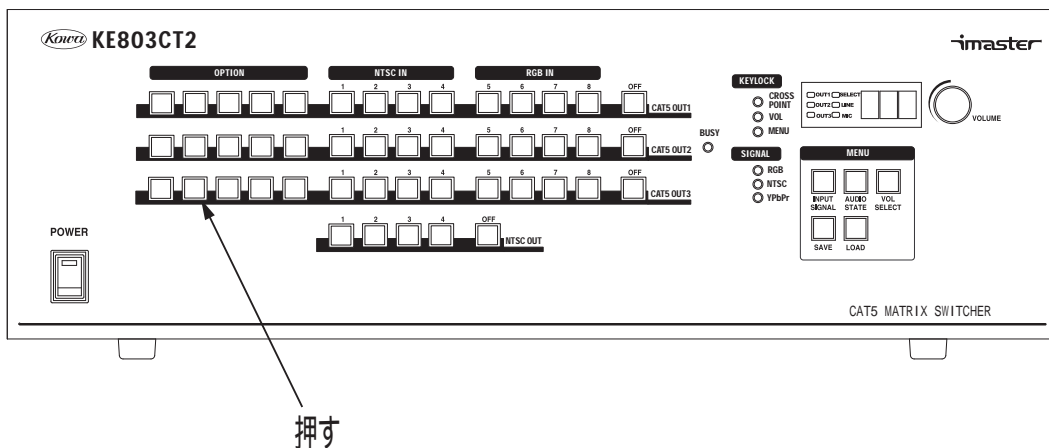 Kowa KE803CT2
imaster
OPTION NTSC IN RGB IN
1 2 3 4 5 6 7 8 OFF
CAT5 OUT1
1 2 3 4 5 6 7 8 OFF
CAT5 OUT2
1 2 3 4 5 6 7 8 OFF
CAT5 OUT3
1 2 3 4 OFF
NTSC OUT
BUSY
KEYLOCK
CROSS
POINT
VOL
MENU
SIGNAL
RGB
NTSC
YPbPr
OUT1 SELECT
OUT2 LINE
OUT3 MIC
VOLUME
MENU
INPUT
SIGNAL
AUDIO
STATE
VOL
SELECT
SAVE LOAD
POWER
CAT5 MATRIX SWITCHER
押す